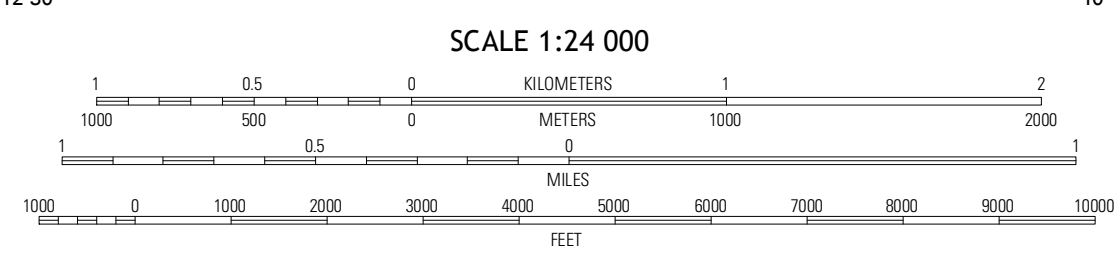 SCALE 1:24 000
1 0.5 0 KILOMETERS 1 2
1000 500 0 METERS 1000 2000
1 0.5 0 1
MILES
1000 0 1000 2000 3000 4000 5000 6000 7000 8000 9000 10000
FEET